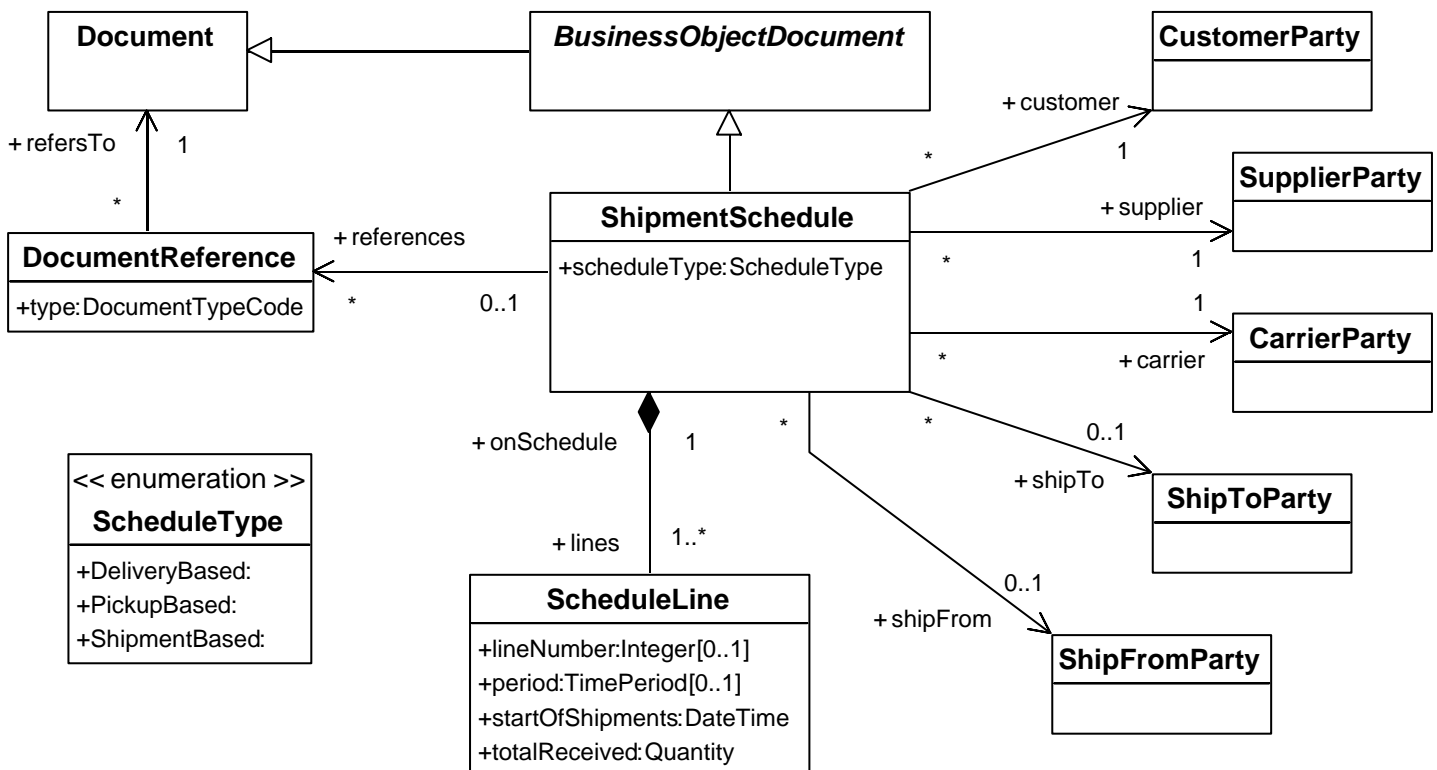 Document
BusinessObjectDocument
CustomerParty
+ customer
+ refersTo
1
*
1
SupplierParty
*
ShipmentSchedule
+ supplier
+ references
DocumentReference
+scheduleType:ScheduleType
*
1
+type:DocumentTypeCode
*
0..1
1
CarrierParty
*
+ carrier
+ onSchedule
1
*
*
0..1
<< enumeration >>
+ shipTo
ShipToParty
ScheduleType
+ lines
1..*
+DeliveryBased:
0..1
ScheduleLine
+PickupBased:
+ shipFrom
+ShipmentBased:
+lineNumber:Integer[0..1]
ShipFromParty
+period:TimePeriod[0..1]
+startOfShipments:DateTime
+totalReceived:Quantity